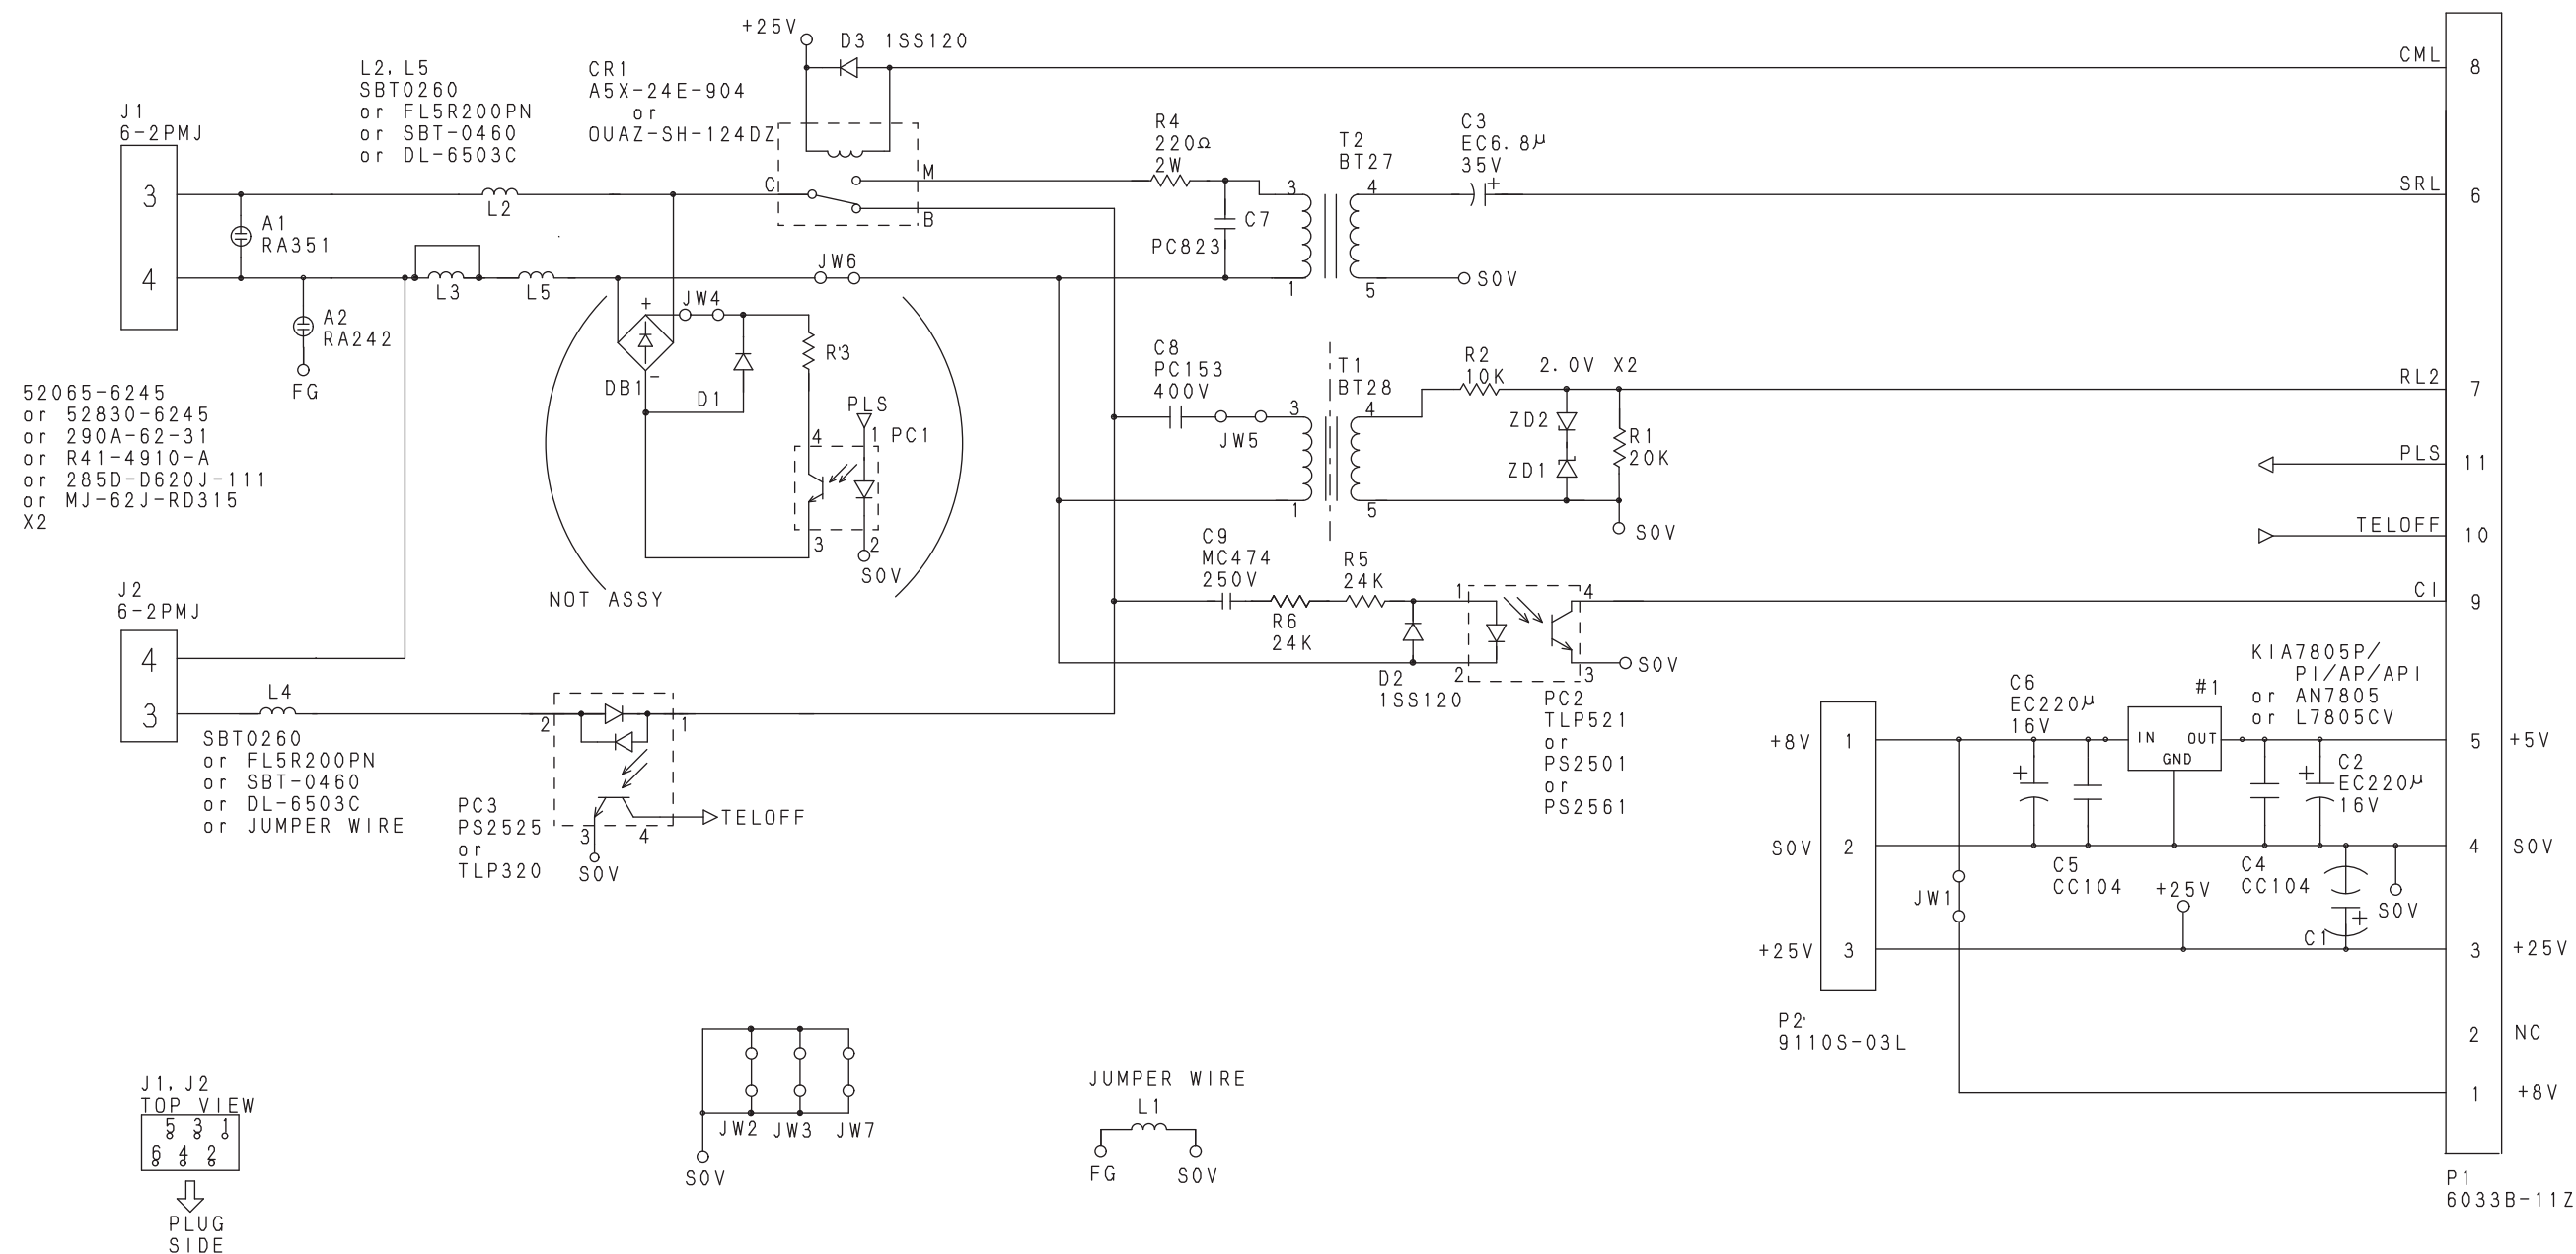 +25V
D3 1SS120
CML
8
L2, L5
SBT0260
or FL5R200PN
or SBT-0460
or DL-6503C
CR1
A5X-24E-904
or
OUAZ-SH-124DZ
J1
6-2PMJ
3
4
A1
RA351
L2
C
M
B
R4
220Ω
2W
C7
PC823
3
1
T2
BT27
4
5
C3
EC6.8μ
35V
+
SRL
6
S0V
L3
L5
JW6
A2
RA242
FG
+
JW4
DB1
-
D1
R3
PLS
4
1
PC1
3
2
S0V
NOT ASSY
52065-6245
or 52830-6245
or 290A-62-31
or R41-4910-A
or 285D-D620J-111
or MJ-62J-RD315
X2
C8
PC153
400V
JW5
3
1
T1
BT28
4
5
R2
10K
2.0V X2
ZD2
ZD1
R1
20K
S0V
RL2
7
PLS
11
TELOFF
10
CI
9
C9
MC474
250V
R6
24K
R5
24K
D2
1SS120
1
2
4
3
S0V
PC2
TLP521
or
PS2501
or
PS2561
J2
6-2PMJ
4
3
L4
SBT0260
or FL5R200PN
or SBT-0460
or DL-6503C
or JUMPER WIRE
2
1
PC3
PS2525
or
TLP320
3
4
TELOFF
S0V
KIA7805P/
PI/AP/API
or AN7805
or L7805CV
#1
IN OUT
GND
C6
EC220μ
16V
+
+
C2
EC220μ
16V
+8V
1
5
+5V
S0V
2
4
S0V
C5
CC104
C4
CC104
+25V
JW1
S0V
+
C1
+25V
3
3
+25V
P2
9110S-03L
2
NC
1
+8V
P1
6033B-11Z
J1, J2
TOP VIEW
5 3 1
6 4 2
PLUG
SIDE
JW2 JW3 JW7
S0V
JUMPER WIRE
L1
FG
S0V